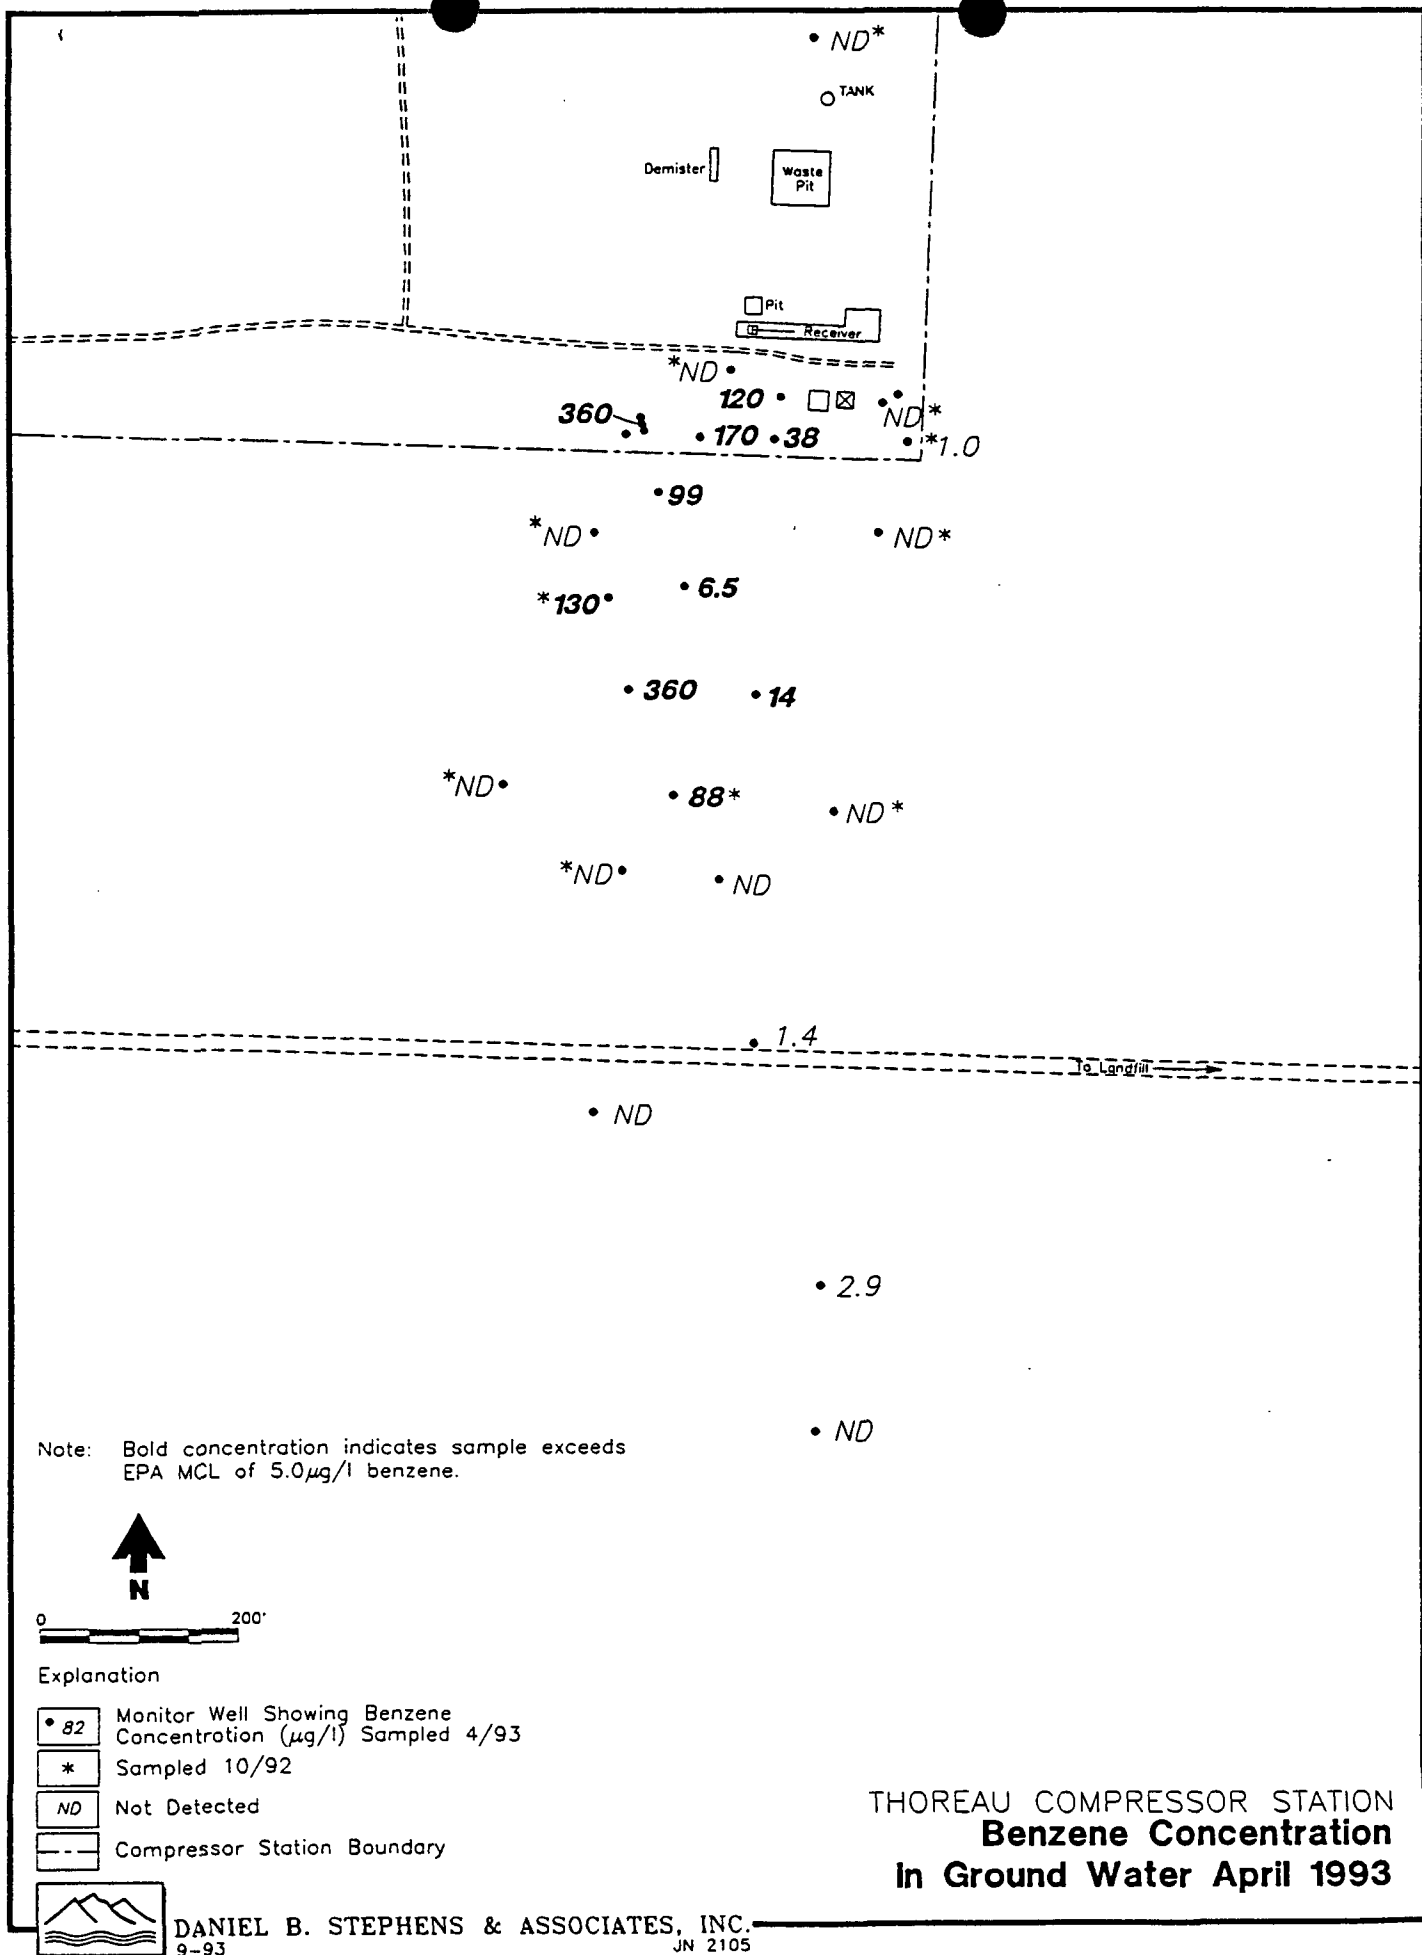 ND*
TANK
Demister
Waste
Pit
Pit
Receiver
*ND
120
ND*
360
170
38
*1.0
99
*ND
ND*
6.5
*130
360
14
*ND
88*
ND*
*ND
ND
1.4
To Landfill
ND
2.9
ND
Note: Bold concentration indicates sample exceeds
EPA MCL of 5.0µg/l benzene.
N
0 200'
Explanation
82 Monitor Well Showing Benzene
Concentration (µg/l) Sampled 4/93
* Sampled 10/92
ND Not Detected
Compressor Station Boundary
THOREAU COMPRESSOR STATION
Benzene Concentration
In Ground Water April 1993
DANIEL B. STEPHENS & ASSOCIATES, INC.
9-93 JN 2105